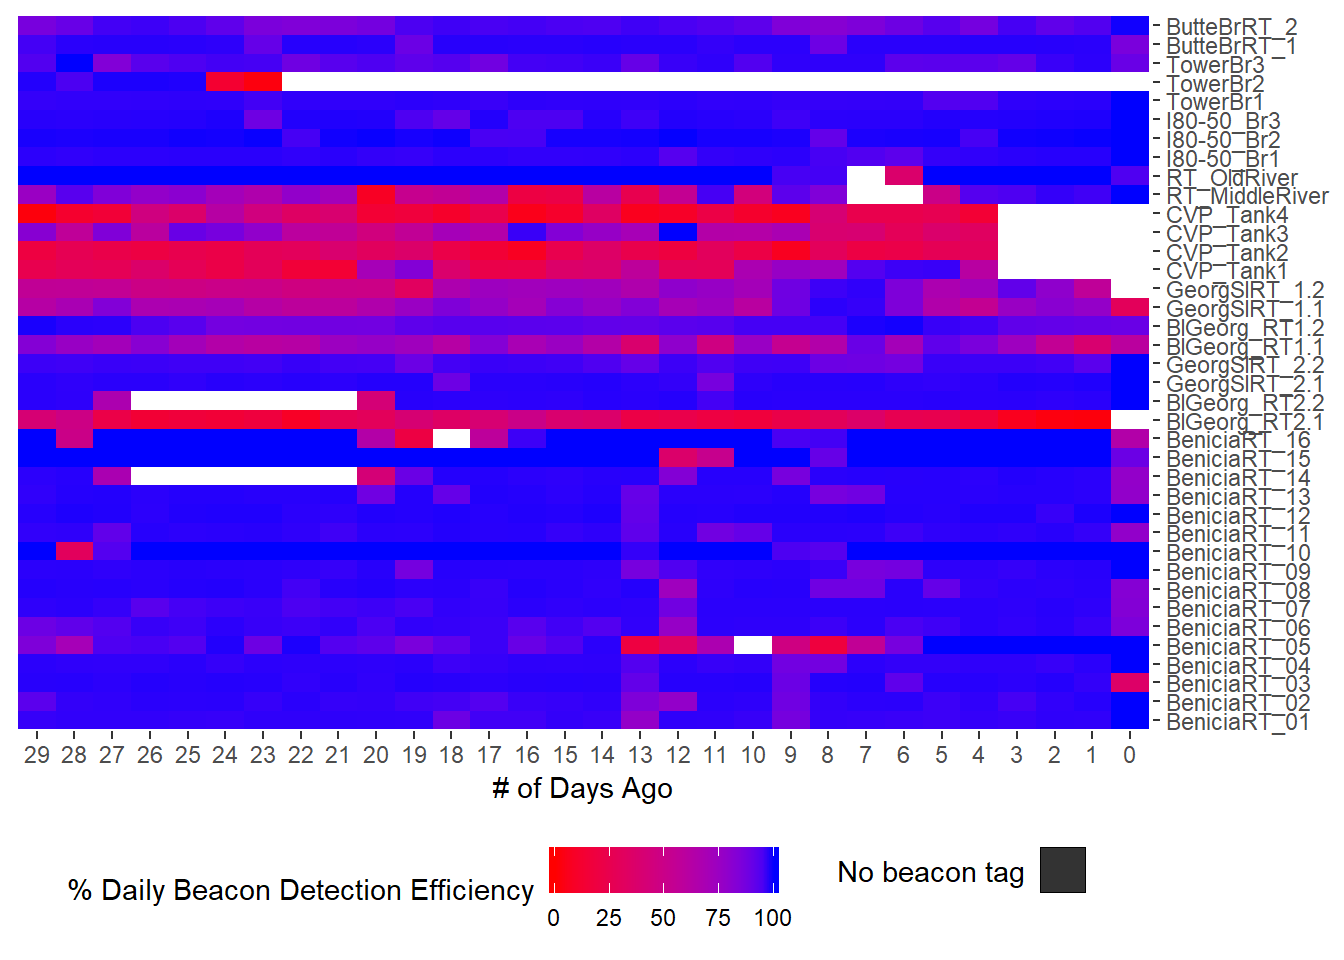 ButteBrRT_2
ButteBrRT_1
TowerBr3
TowerBr2
TowerBr1
I80-50_Br3
I80-50_Br2
I80-50_Br1
RT_OldRiver
RT_MiddleRiver
CVP_Tank4
CVP_Tank3
CVP_Tank2
CVP_Tank1
GeorgSlRT_1.2
GeorgSlRT_1.1
BlGeorg_RT1.2
BlGeorg_RT1.1
GeorgSlRT_2.2
GeorgSlRT_2.1
BlGeorg_RT2.2
BlGeorg_RT2.1
BeniciaRT_16
BeniciaRT_15
BeniciaRT_14
BeniciaRT_13
BeniciaRT_12
BeniciaRT_11
BeniciaRT_10
BeniciaRT_09
BeniciaRT_08
BeniciaRT_07
BeniciaRT_06
BeniciaRT_05
BeniciaRT_04
BeniciaRT_03
BeniciaRT_02
BeniciaRT_01
29 28 27 26 25 24 23 22 21 20 19 18 17 16 15 14 13 12 11 10 9 8 7 6 5 4 3 2 1 0
# of Days Ago
% Daily Beacon Detection Efficiency
0 25 50 75 100
No beacon tag